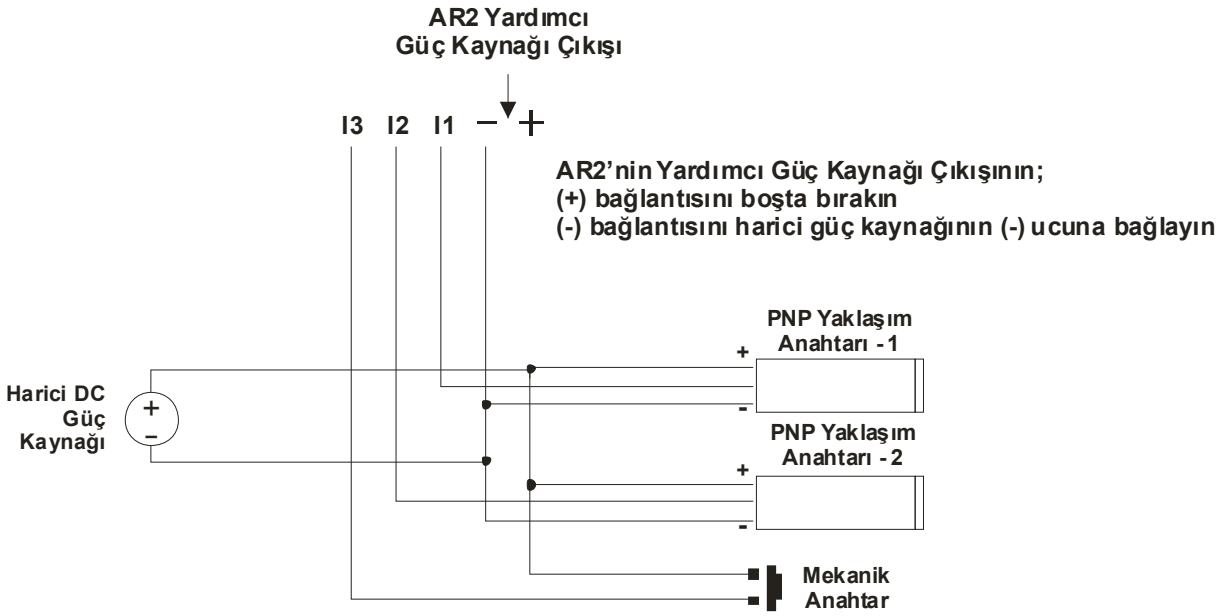 AR2 Yardımcı
Güç Kaynağı Çıkışı
I3 I2 I1 − +
AR2'nin Yardımcı Güç Kaynağı Çıkışının;
(+) bağlantısını boşta bırakın
(-) bağlantısını harici güç kaynağının (-) ucuna bağlayın
PNP Yaklaşım
Anahtarı - 1
+
-
Harici DC
Güç
Kaynağı
+
−
PNP Yaklaşım
Anahtarı - 2
+
-
Mekanik
Anahtar